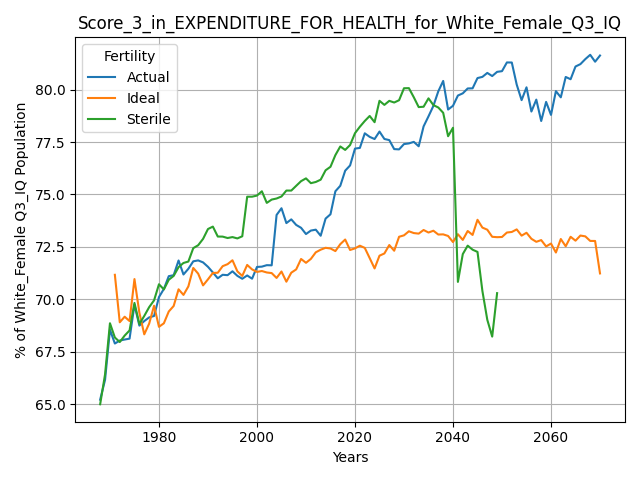 Score_3_in_EXPENDITURE_FOR_HEALTH_for_White_Female_Q3_IQ
Fertility
Actual
Ideal
Sterile
% of White_Female Q3_IQ Population
80.0
77.5
75.0
72.5
70.0
67.5
65.0
1980
2000
2020
2040
2060
Years